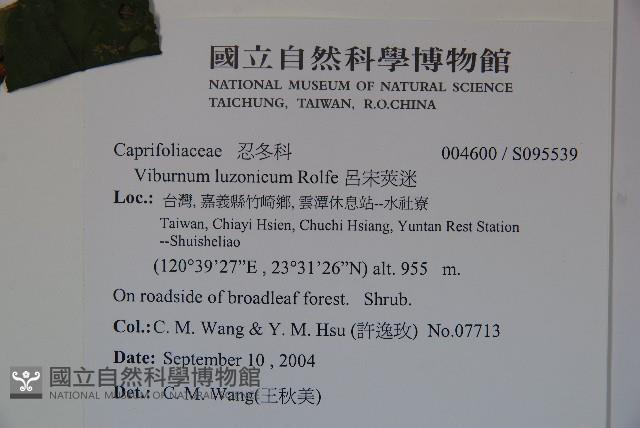 國立自然科學博物館
NATIONAL MUSEUM OF NATURAL SCIENCE
TAICHUNG, TAIWAN, R.O.CHINA
Caprifoliaceae 忍冬科 004600 / S095539
Viburnum luzonicum Rolfe 呂宋莢迷
Loc.: 台灣, 嘉義縣竹崎鄉, 雲潭休息站--水社寮
Taiwan, Chiayi Hsien, Chuchi Hsiang, Yuntan Rest Station
--Shuisheliao
(120°39'27”E , 23°31'26”N) alt. 955 m.
On roadside of broadleaf forest. Shrub.
Col.: C. M. Wang & Y. M. Hsu (許逸玫) No.07713
Date: September 10 , 2004
國立自然科學博物館
NATIONAL MUSEUM OF NATURAL SCIENCE
Det.: C. M. Wang(王秋美)